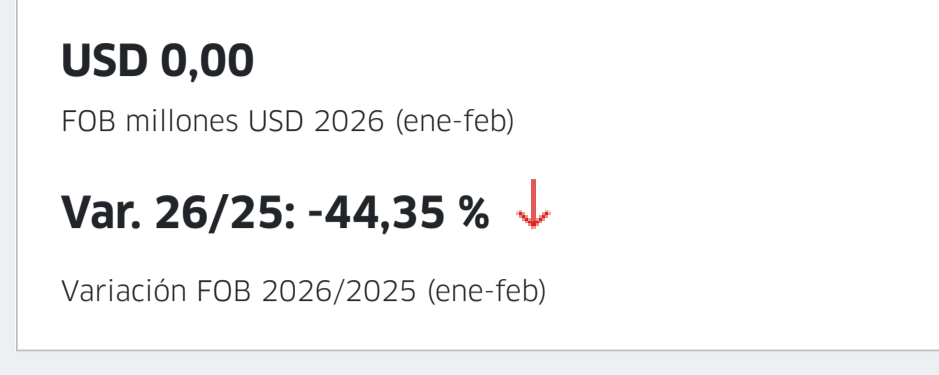 USD 0,00
FOB millones USD 2026 (ene-feb)
Var. 26/25: -44,35 %
Variación FOB 2026/2025 (ene-feb)